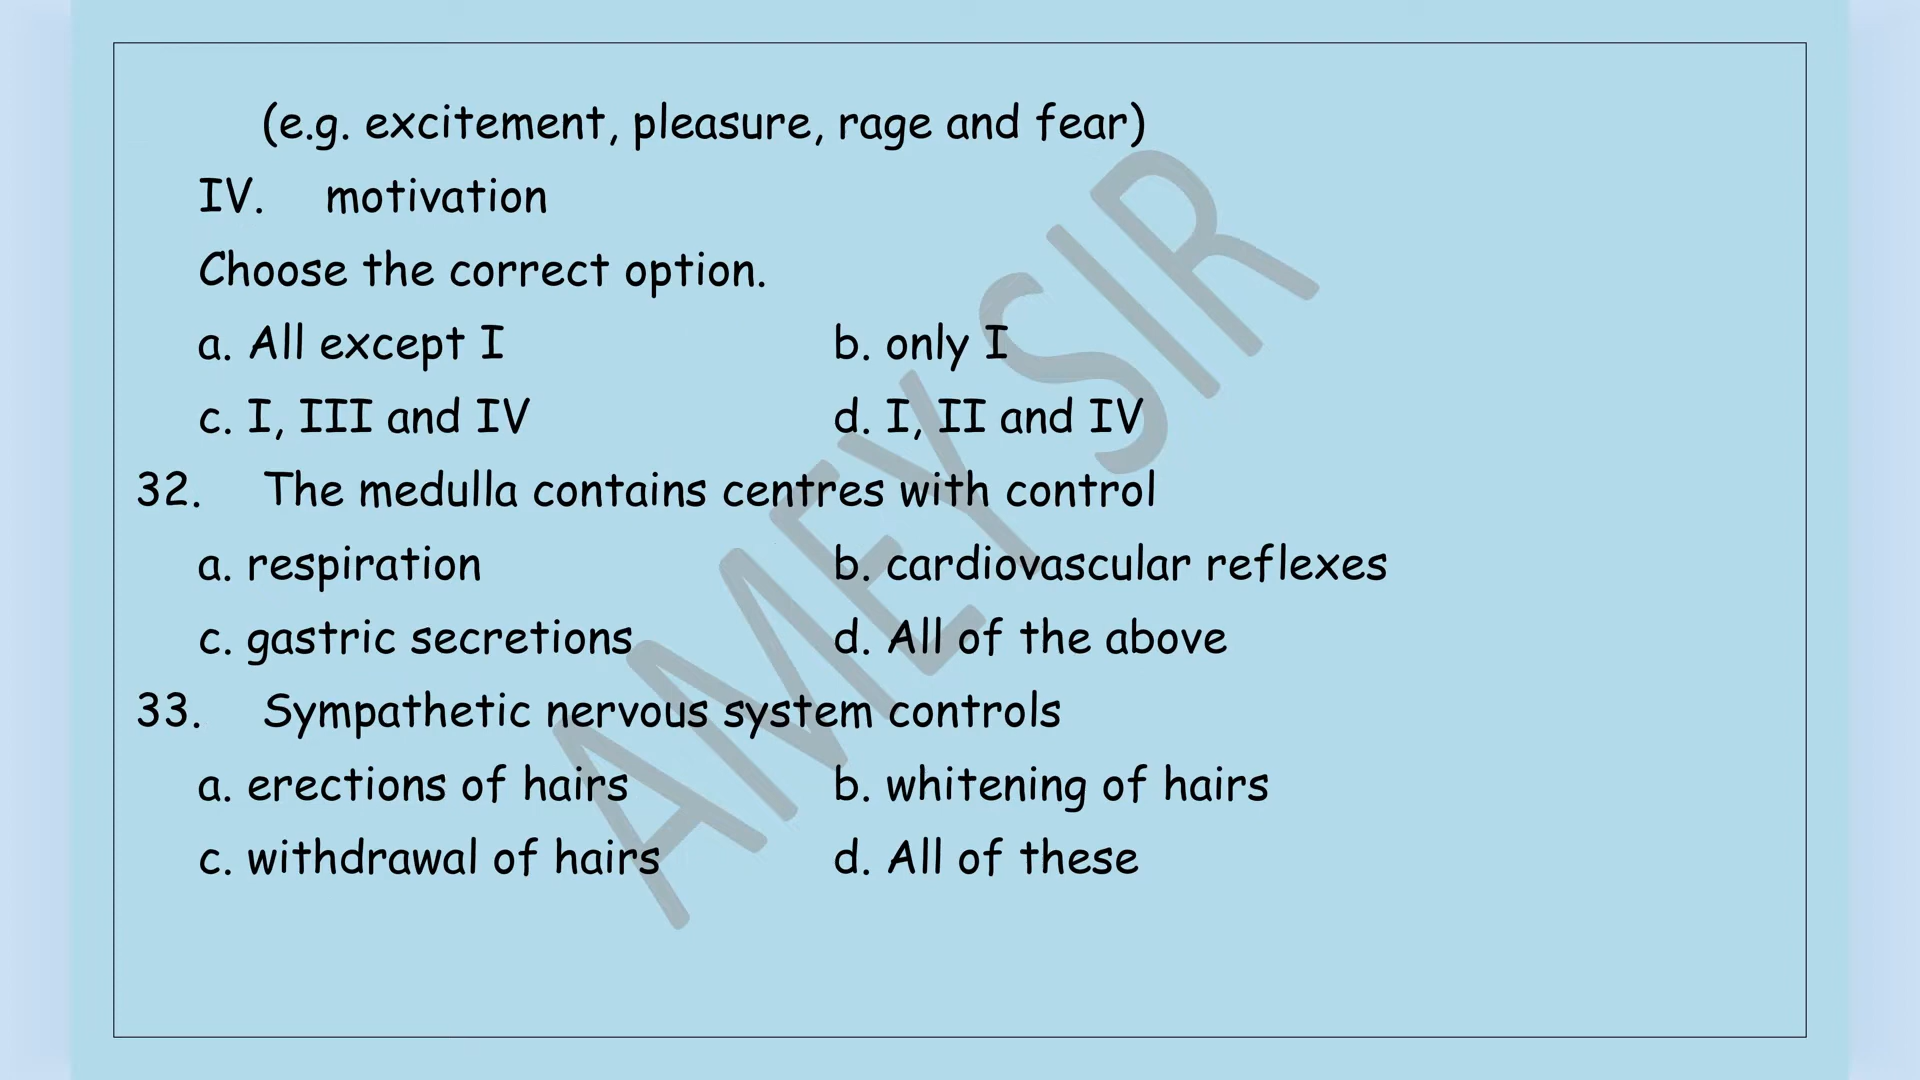 (e.g. excitement, pleasure, rage and fear)
IV. motivation
Choose the correct option.
a. All except I b. only I
c. I, III and IV d. I, II and IV
32. The medulla contains centres with control
a. respiration b. cardiovascular reflexes
c. gastric secretions d. All of the above
33. Sympathetic nervous system controls
a. erections of hairs b. whitening of hairs
c. withdrawal of hairs d. All of these
AMEY SIR